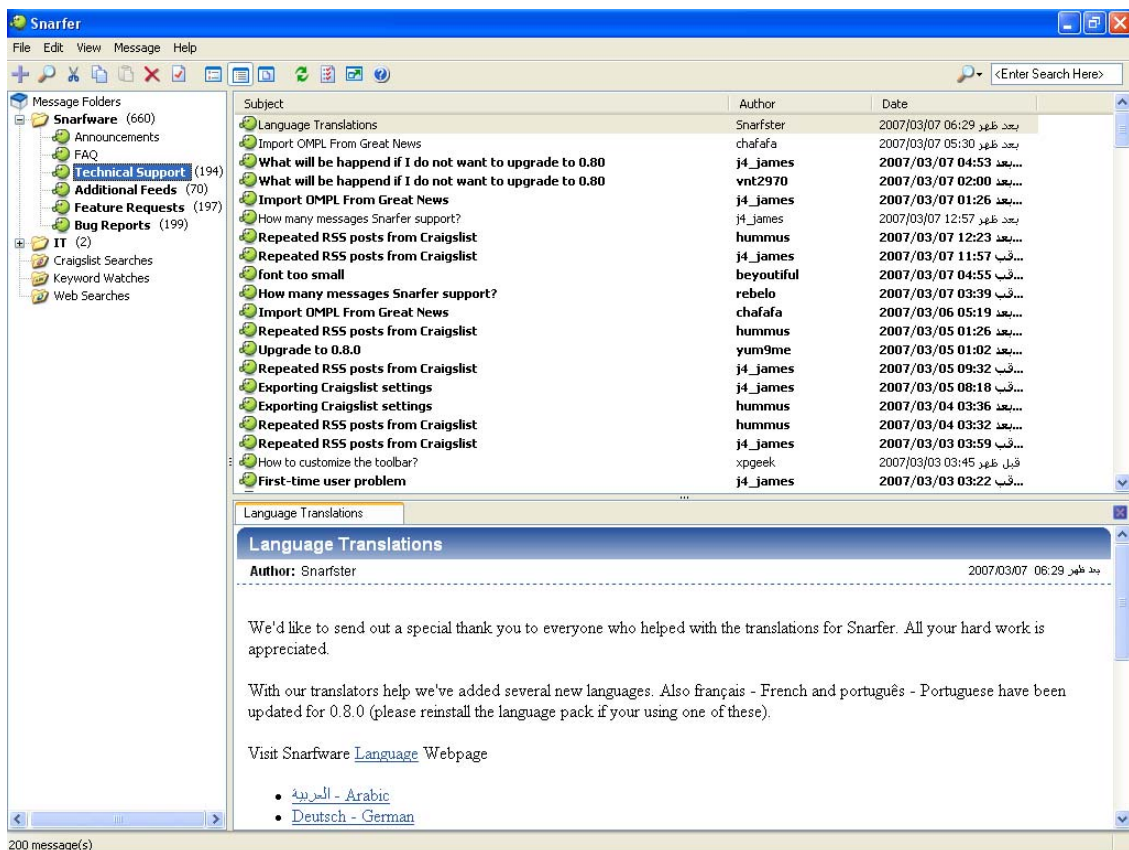 Snarfer
File Edit View Message Help
<Enter Search Here>
Message Folders
Snarfware (660)
Announcements
FAQ
Technical Support (194)
Additional Feeds (70)
Feature Requests (197)
Bug Reports (199)
IT (2)
Craigslist Searches
Keyword Watches
Web Searches
Subject Author Date
Language Translations Snarfster 2007/03/07 06:29 بعد ظهر
Import OMPL From Great News chafafa 2007/03/07 05:30 بعد ظهر
What will be happend if I do not want to upgrade to 0.80 j4_james 2007/03/07 04:53 بعد...
What will be happend if I do not want to upgrade to 0.80 vnt2970 2007/03/07 02:00 بعد...
Import OMPL From Great News j4_james 2007/03/07 01:26 بعد...
How many messages Snarfer support? j4_james 2007/03/07 12:57 بعد ظهر
Repeated RSS posts from Craigslist hummus 2007/03/07 12:23 بعد...
Repeated RSS posts from Craigslist j4_james 2007/03/07 11:57 قب...
font too small beyoutiful 2007/03/07 04:55 قب...
How many messages Snarfer support? rebelo 2007/03/07 03:39 قب...
Import OMPL From Great News chafafa 2007/03/06 05:19 بعد...
Repeated RSS posts from Craigslist hummus 2007/03/05 01:26 بعد...
Upgrade to 0.8.0 yum9me 2007/03/05 01:02 بعد...
Repeated RSS posts from Craigslist j4_james 2007/03/05 09:32 قب...
Exporting Craigslist settings j4_james 2007/03/05 08:18 قب...
Exporting Craigslist settings hummus 2007/03/04 03:36 بعد...
Repeated RSS posts from Craigslist hummus 2007/03/04 03:32 بعد...
Repeated RSS posts from Craigslist j4_james 2007/03/03 03:59 قب...
How to customize the toolbar? xpgeek 2007/03/03 03:45 قبل ظهر
First-time user problem j4_james 2007/03/03 03:22 قب...
Language Translations
Language Translations
Author: Snarfster 2007/03/07 06:29 بعد ظهر
We'd like to send out a special thank you to everyone who helped with the translations for Snarfer. All your hard work is
appreciated.
With our translators help we've added several new languages. Also français - French and português - Portuguese have been
updated for 0.8.0 (please reinstall the language pack if your using one of these).
Visit Snarfware Language Webpage
• العربية - Arabic
• Deutsch - German
200 message(s)